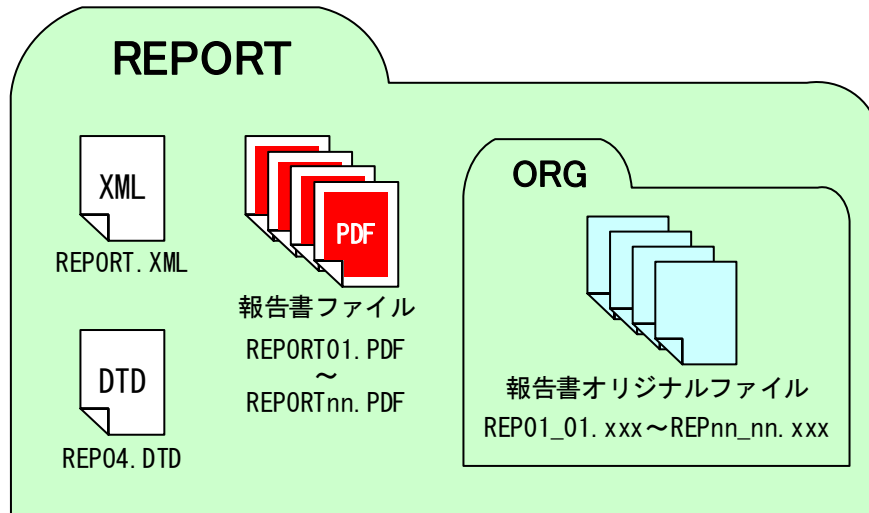 REPORT
XML
REPORT.XML
DTD
REP04.DTD
PDF
報告書ファイル
REPORT01.PDF
～
REPORTnn.PDF
ORG
報告書オリジナルファイル
REP01_01.xxx～REPnn_nn.xxx